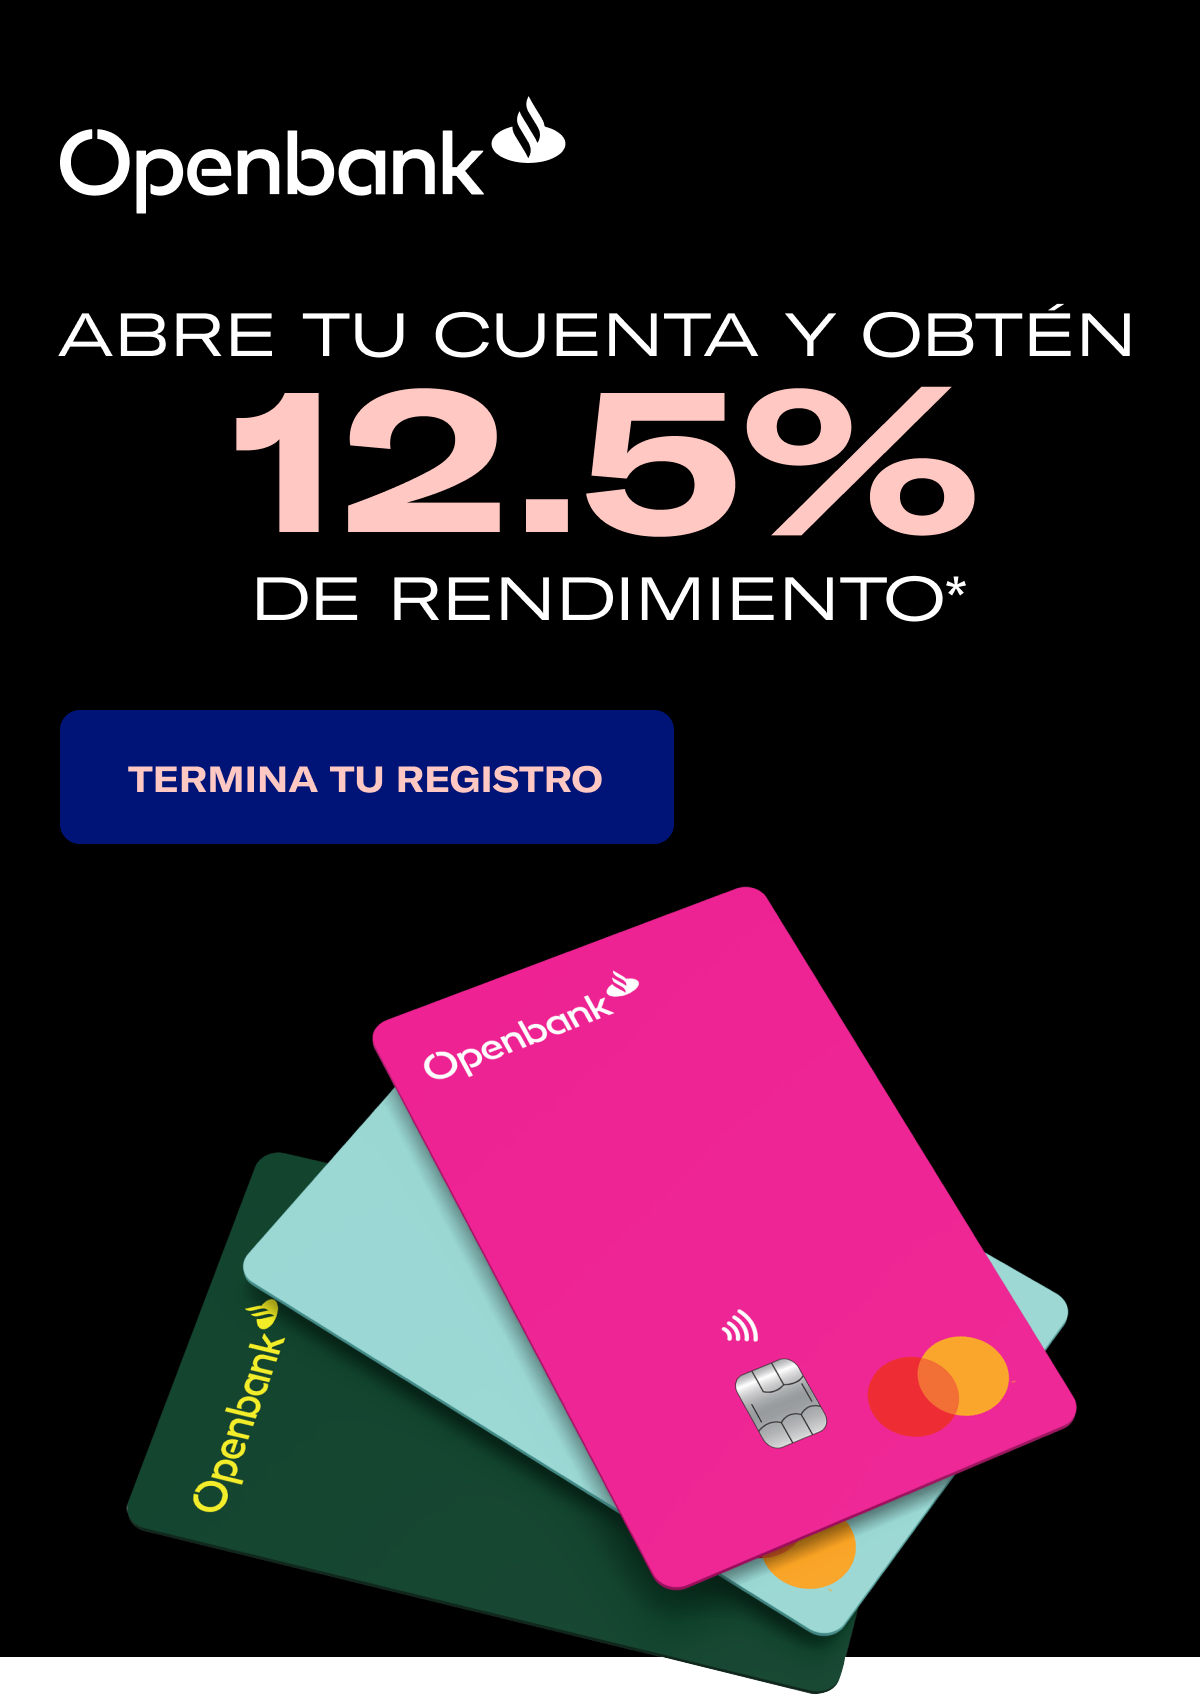 Openbank
ABRE TU CUENTA Y OBTÉN
12.5%
DE RENDIMIENTO*
TERMINA TU REGISTRO
Openbank
Openbank